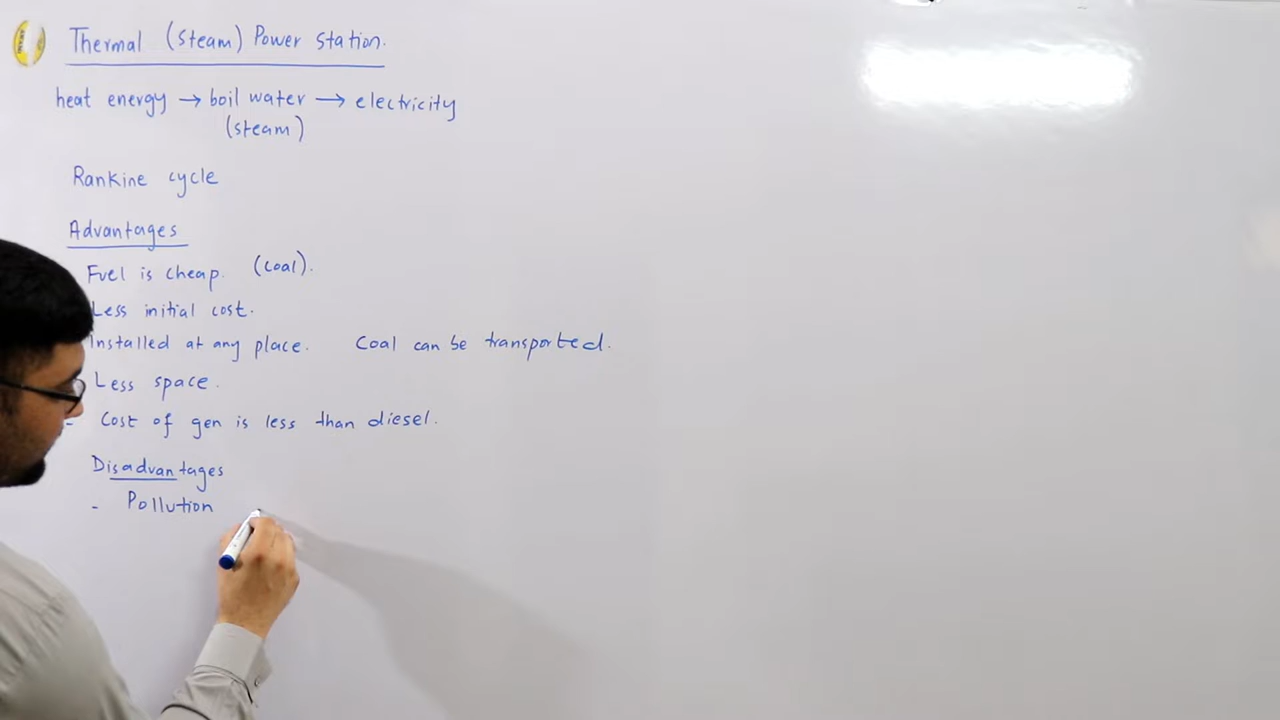 Thermal (Steam) Power Station.
heat energy → boil water → electricity
(steam)
Rankine cycle
Advantages
Fuel is cheap. (coal).
Less initial cost.
Installed at any place. Coal can be transported.
Less space.
- Cost of gen is less than diesel.
Disadvantages
- Pollution